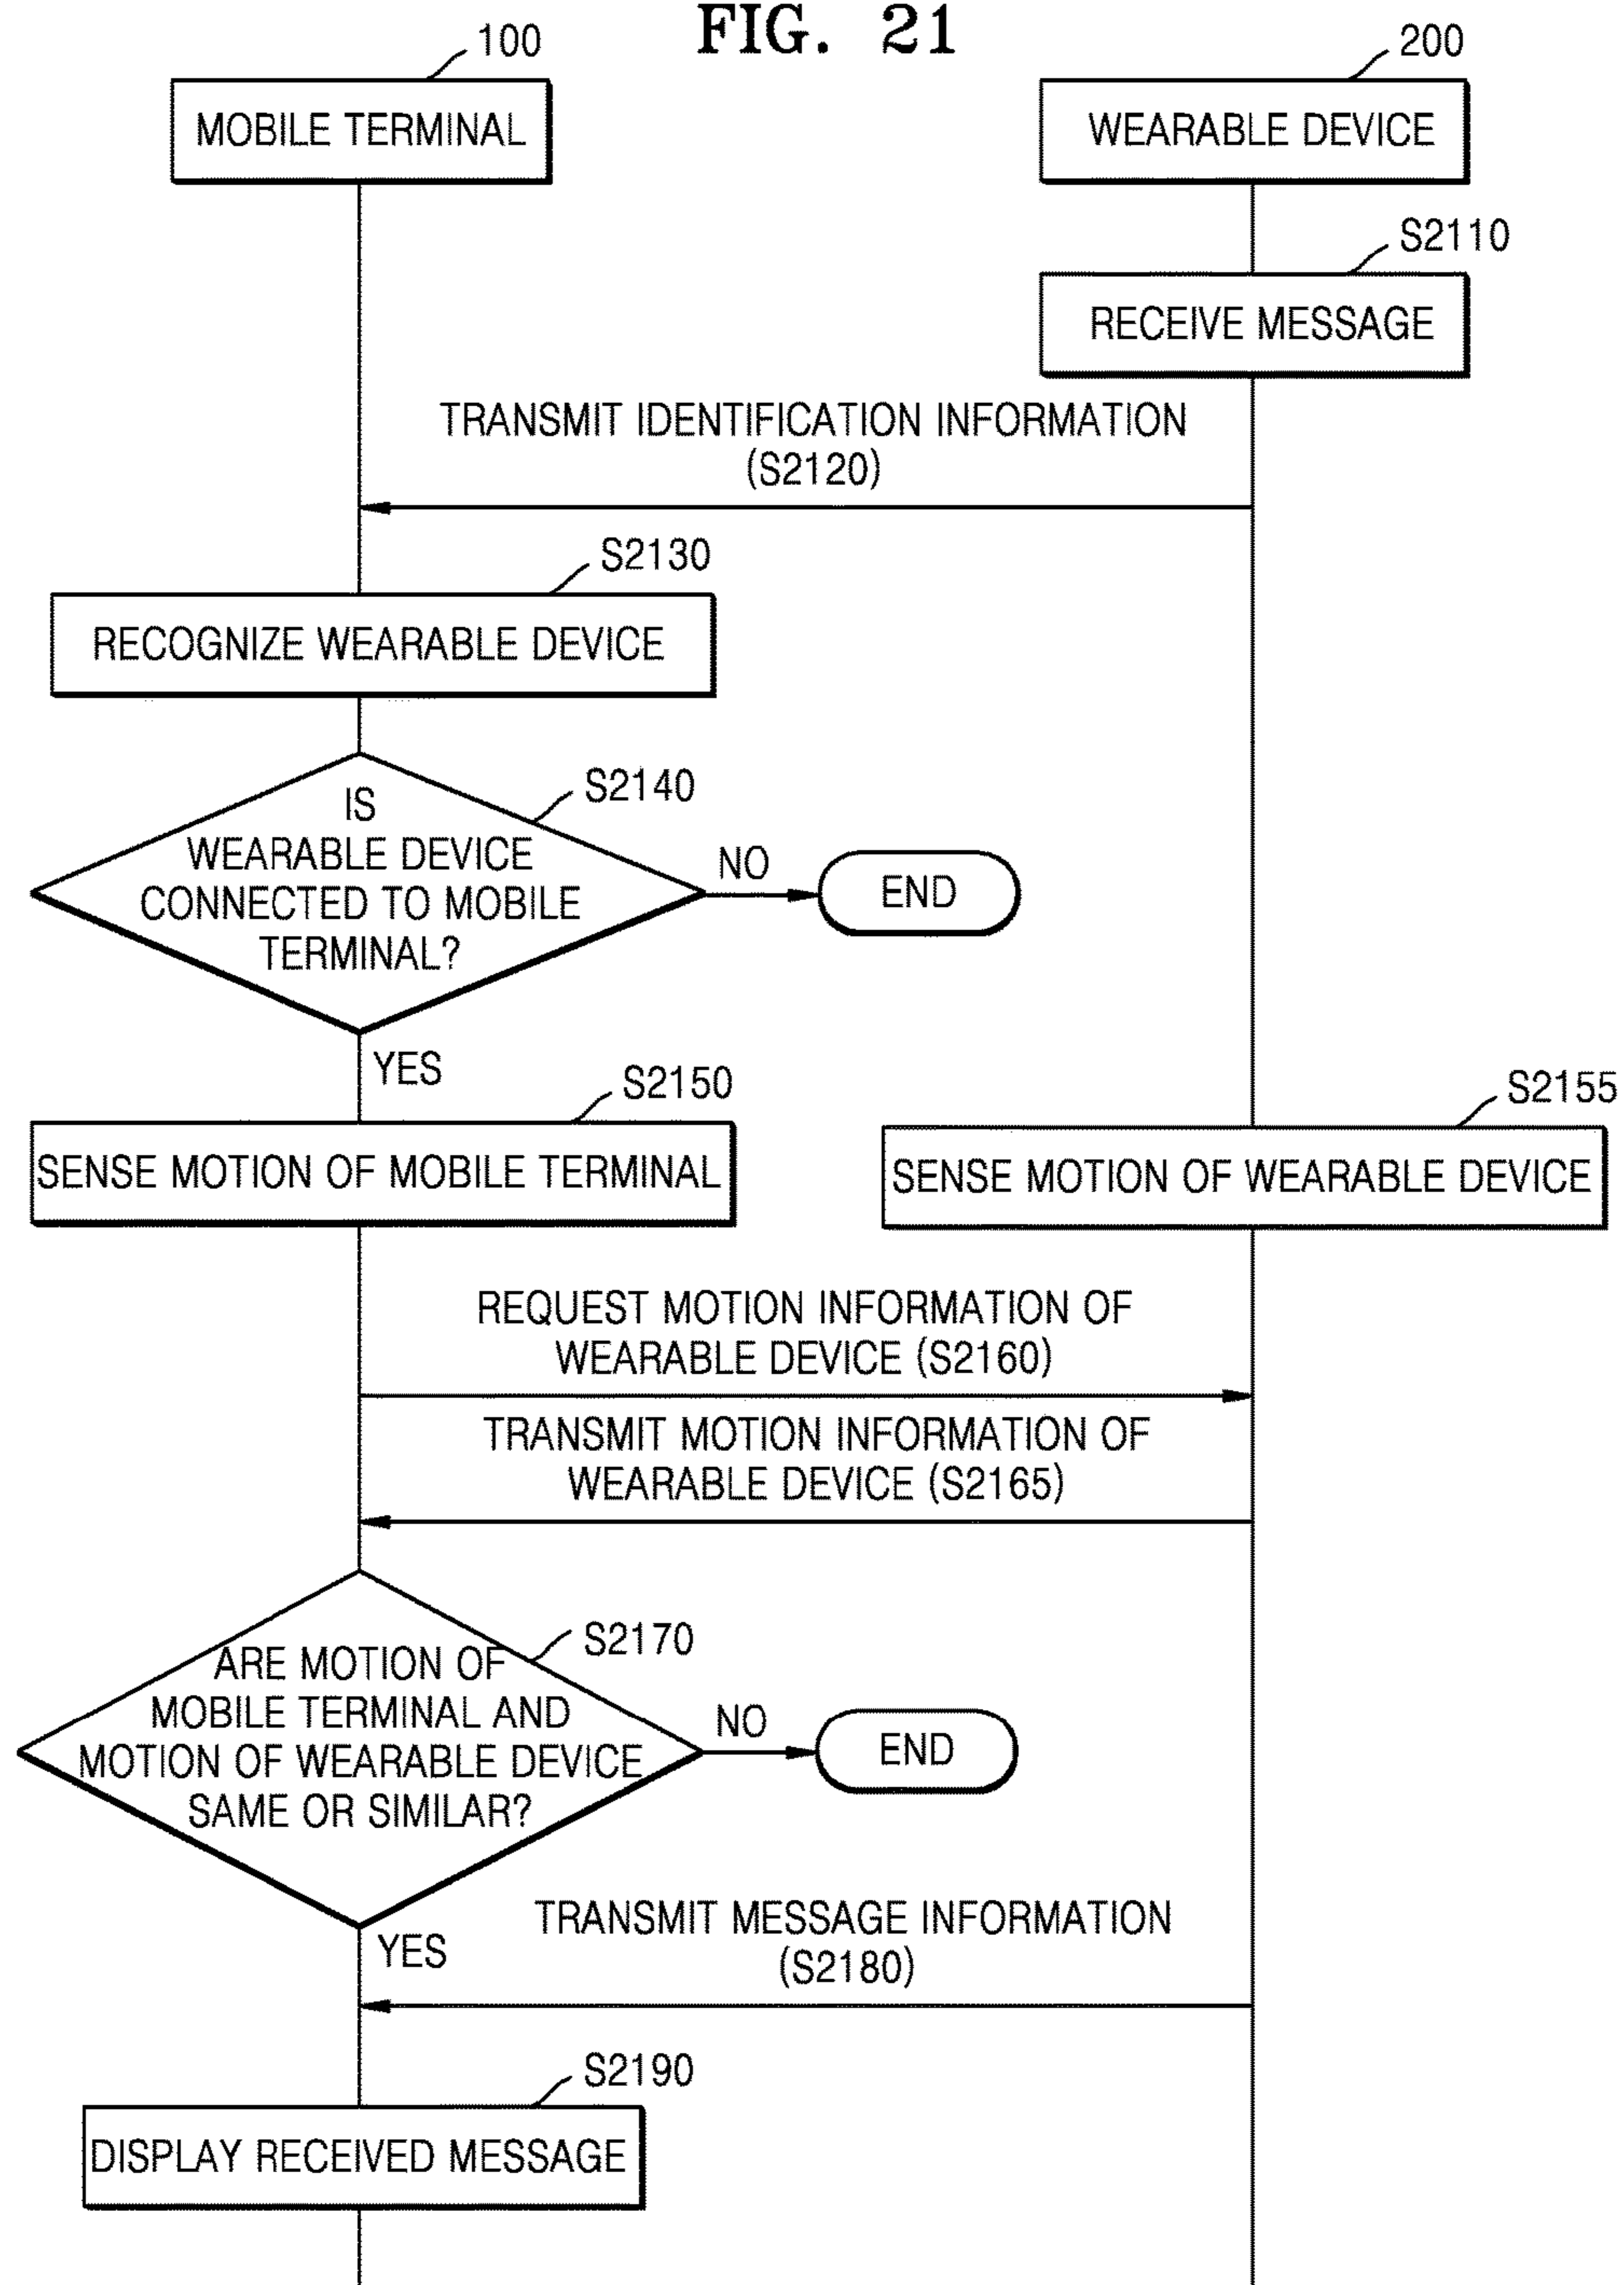 FIG. 21
100
200
MOBILE TERMINAL
WEARABLE DEVICE
S2110
RECEIVE MESSAGE
TRANSMIT IDENTIFICATION INFORMATION
(S2120)
S2130
RECOGNIZE WEARABLE DEVICE
S2140
IS
WEARABLE DEVICE
CONNECTED TO MOBILE
TERMINAL?
NO
END
YES
S2150
S2155
SENSE MOTION OF MOBILE TERMINAL
SENSE MOTION OF WEARABLE DEVICE
REQUEST MOTION INFORMATION OF
WEARABLE DEVICE (S2160)
TRANSMIT MOTION INFORMATION OF
WEARABLE DEVICE (S2165)
S2170
ARE MOTION OF
MOBILE TERMINAL AND
MOTION OF WEARABLE DEVICE
SAME OR SIMILAR?
NO
END
YES
TRANSMIT MESSAGE INFORMATION
(S2180)
S2190
DISPLAY RECEIVED MESSAGE